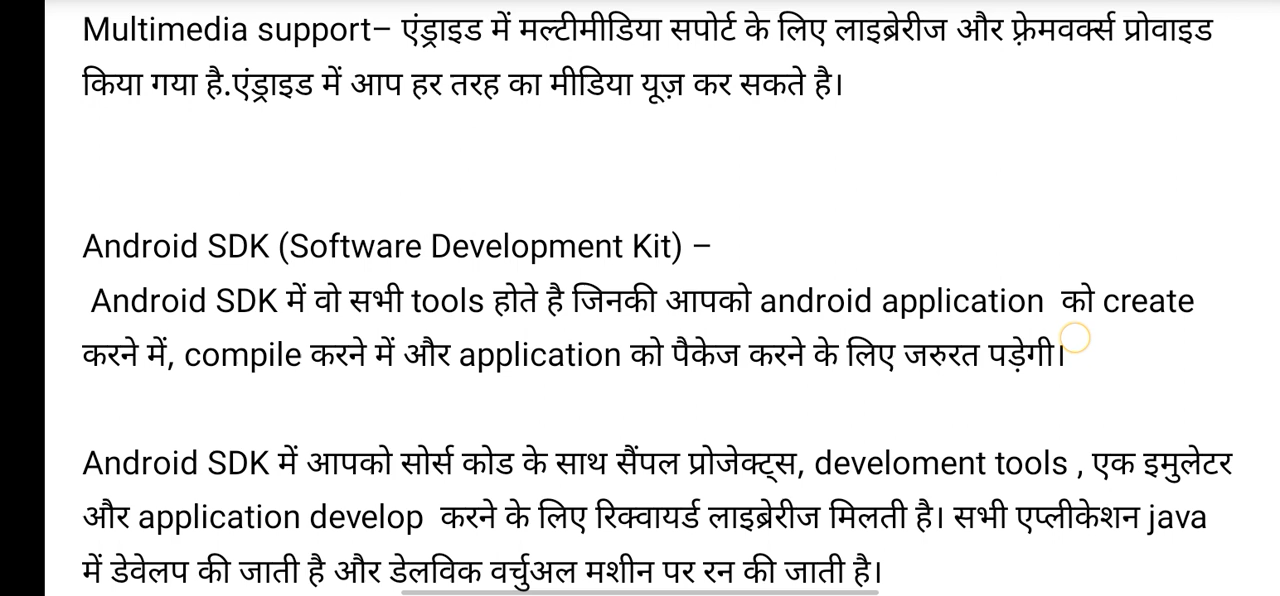 Multimedia support– एंड्राइड में मल्टीमीडिया सपोर्ट के लिए लाइब्रेरीज और फ़्रेमवर्क्स प्रोवाइड
किया गया है.एंड्राइड में आप हर तरह का मीडिया यूज़ कर सकते है।
Android SDK (Software Development Kit) –
Android SDK में वो सभी tools होते है जिनकी आपको android application को create
करने में, compile करने में और application को पैकेज करने के लिए जरुरत पड़ेगी।
Android SDK में आपको सोर्स कोड के साथ सैंपल प्रोजेक्ट्स, develoment tools , एक इमुलेटर
और application develop करने के लिए रिक्वायर्ड लाइब्रेरीज मिलती है। सभी एप्लीकेशन java
में डेवेलप की जाती है और डेलविक वर्चुअल मशीन पर रन की जाती है।